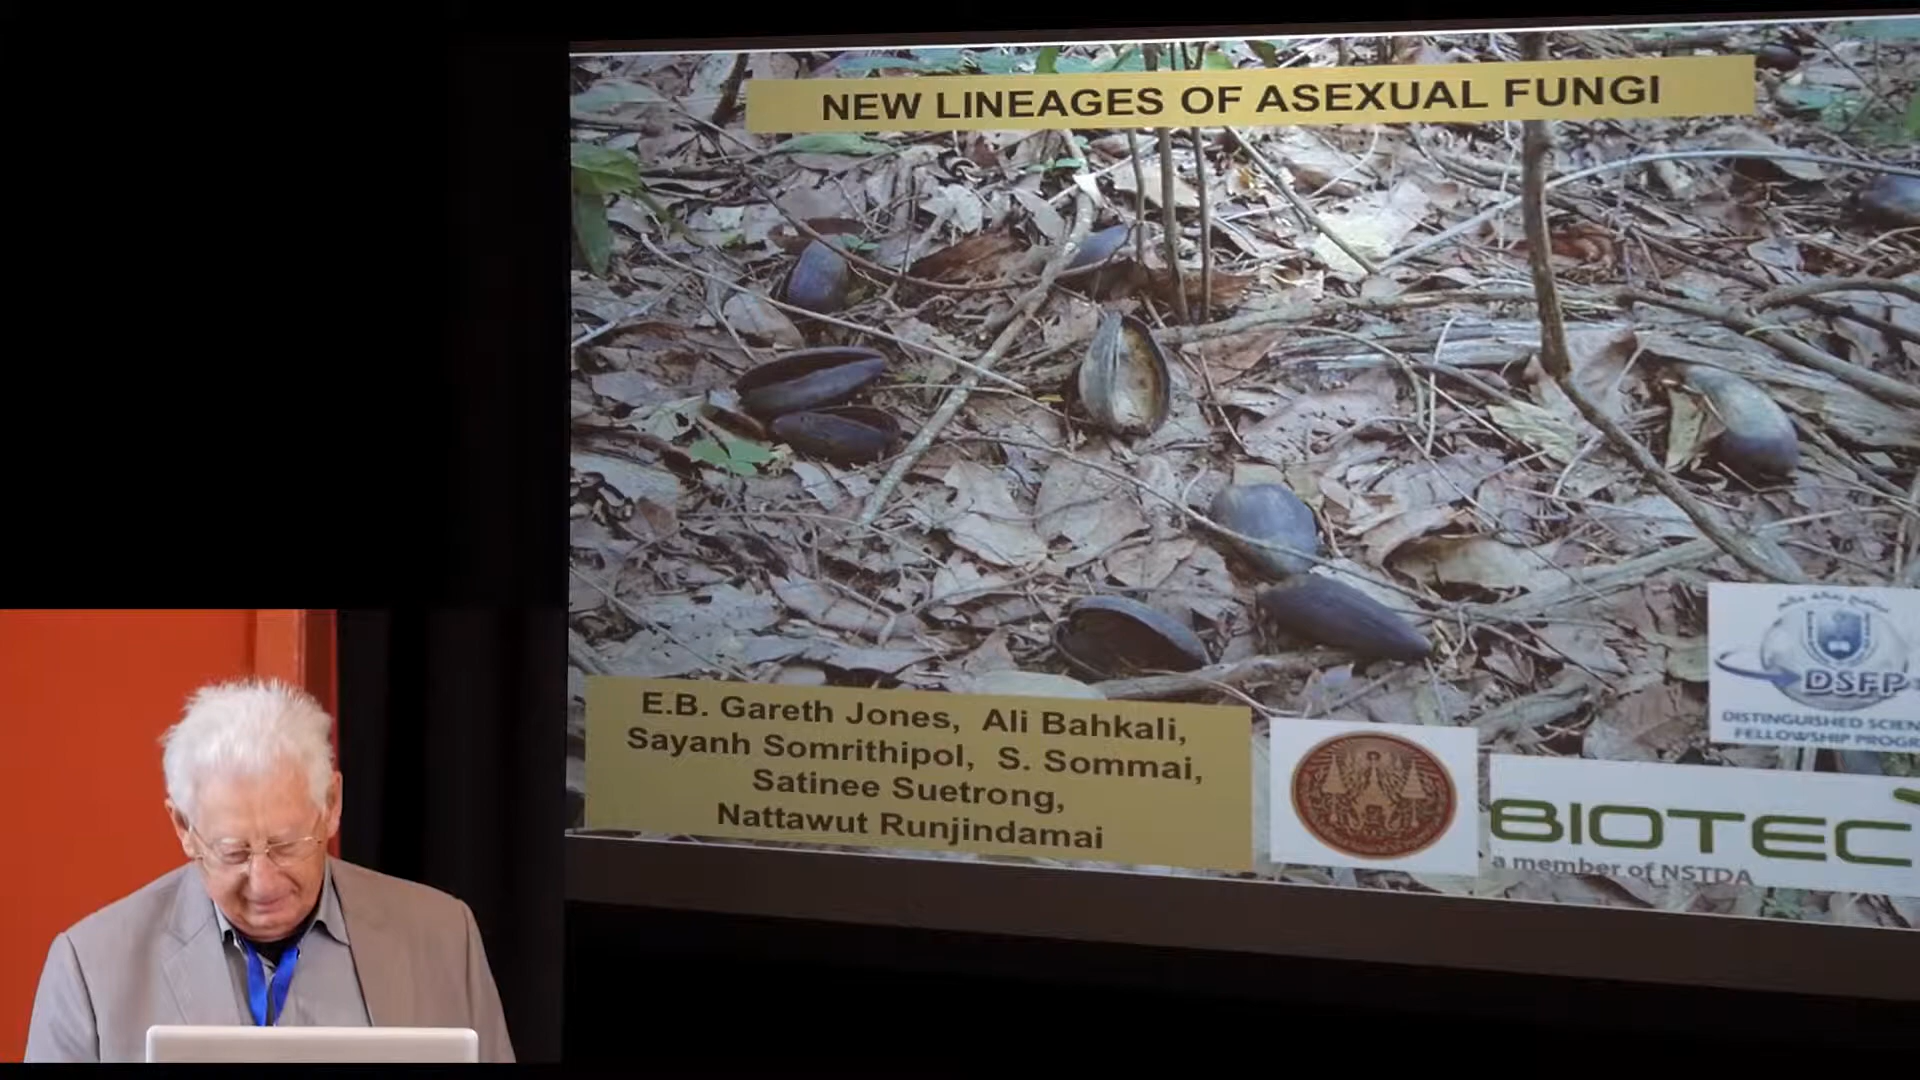 NEW LINEAGES OF ASEXUAL FUNGI
E.B. Gareth Jones, Ali Bahkali,
Sayanh Somrithipol, S. Sommai,
Satinee Suetrong,
Nattawut Runjindamai
DSFP
DISTINGUISHED SCIEN
FELLOWSHIP PROGR
BIOTEC
a member of NSTDA